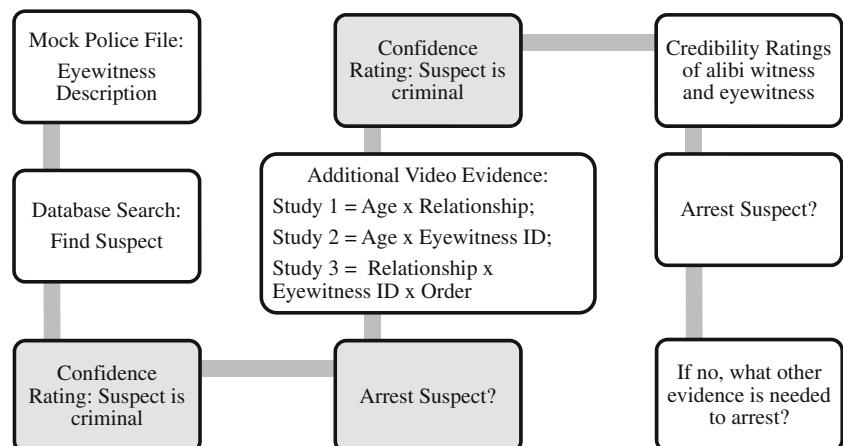 Mock Police File:
Eyewitness
Description
Database Search:
Find Suspect
Confidence
Rating: Suspect is
criminal
Arrest Suspect?
Additional Video Evidence:
Study 1 = Age x Relationship;
Study 2 = Age x Eyewitness ID;
Study 3 = Relationship x
Eyewitness ID x Order
Confidence
Rating: Suspect is
criminal
Credibility Ratings
of alibi witness
and eyewitness
Arrest Suspect?
If no, what other
evidence is needed
to arrest?